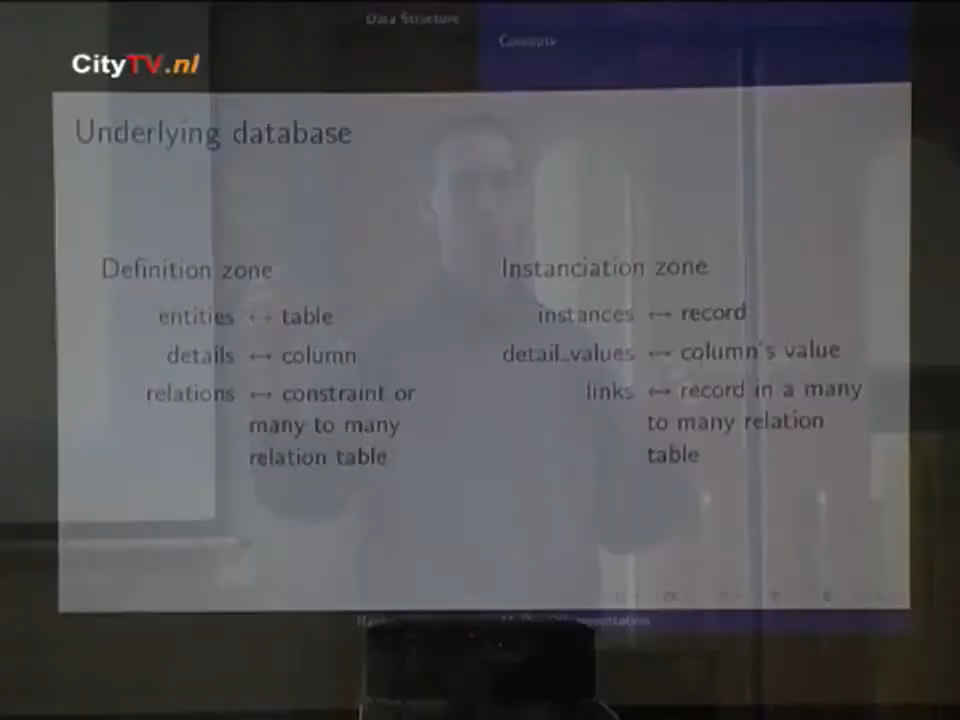 Data Structure
Concepts
CityTV.nl
Underlying database
Definition zone
entities ↔ table
details ↔ column
relations ↔ constraint or
many to many
relation table
Instanciation zone
instances ↔ record
detail_values ↔ column's value
links ↔ record in a many
to many relation
table